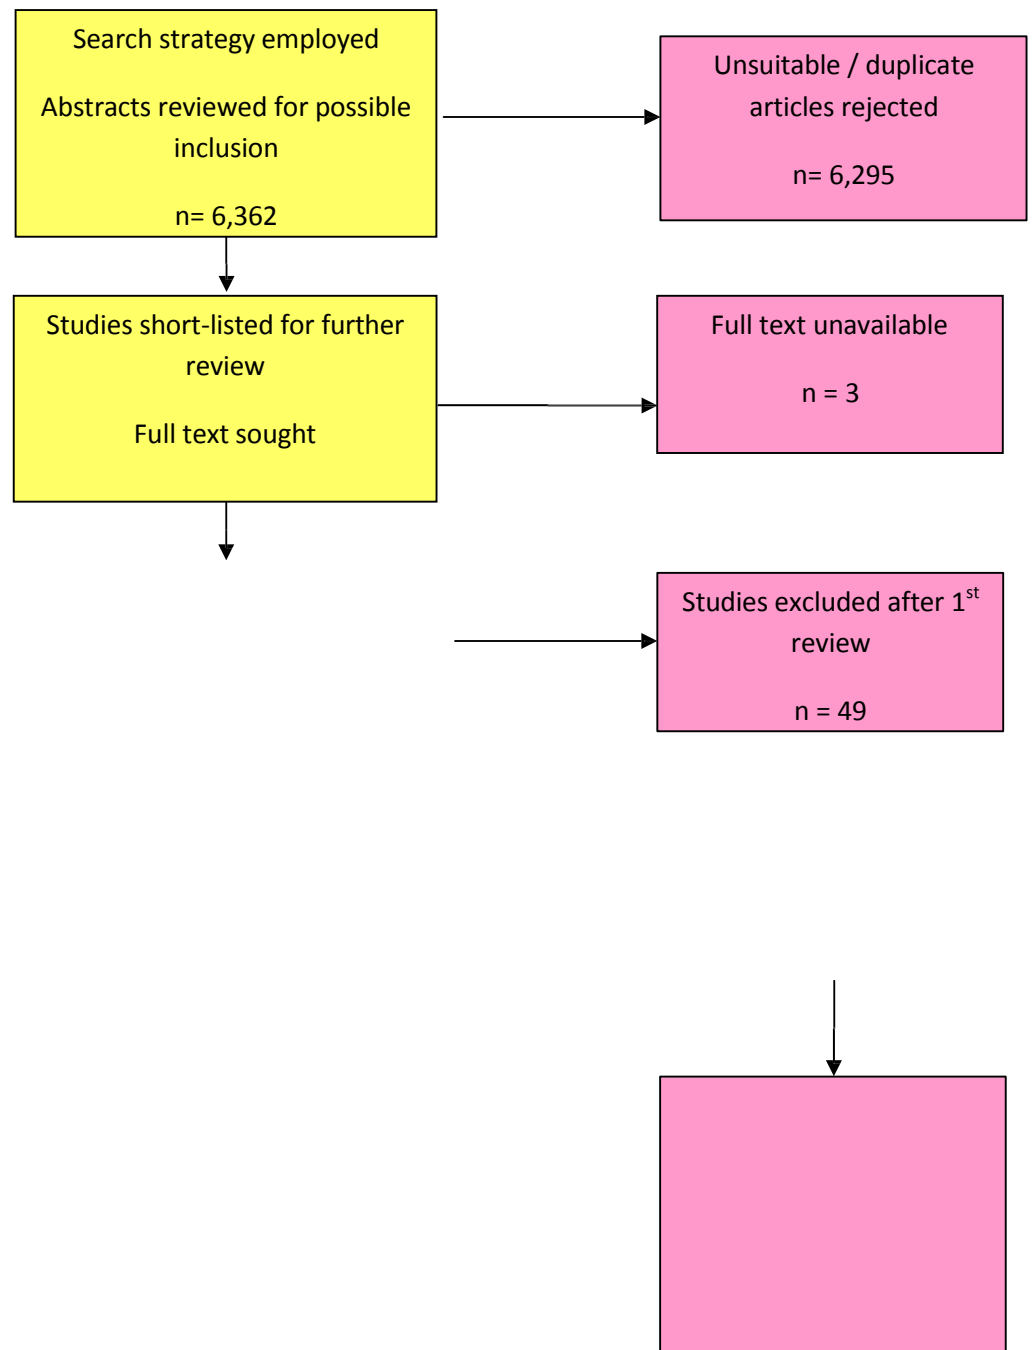 Search strategy employed
Abstracts reviewed for possible
inclusion
n= 6,362
Unsuitable / duplicate
articles rejected
n= 6,295
Studies short-listed for further
review
Full text sought
Full text unavailable
n = 3
Studies excluded after 1st
review
n = 49